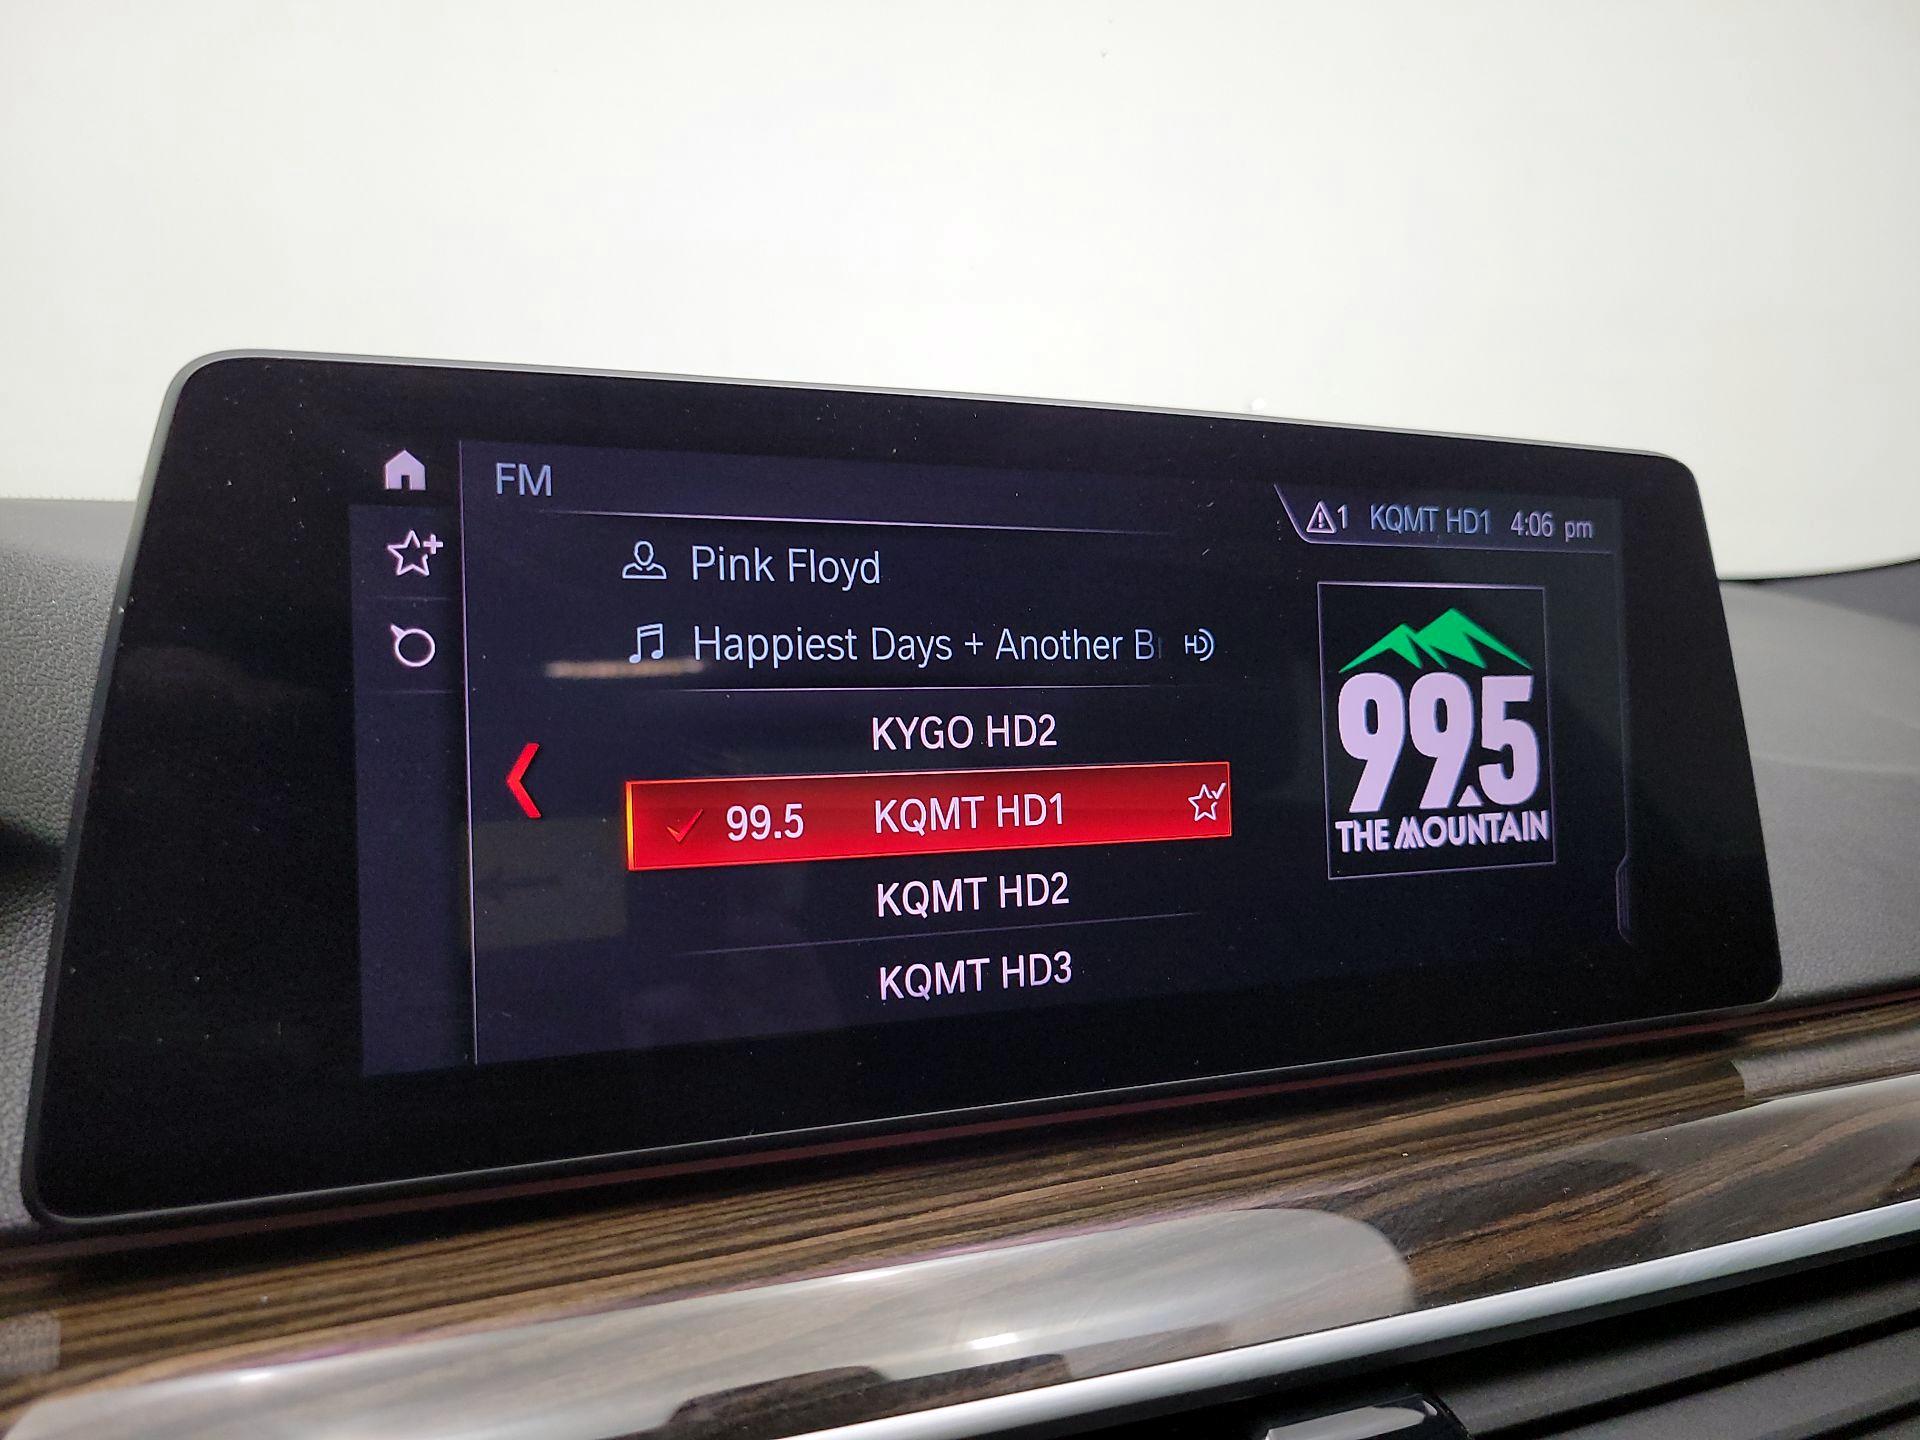 FM
1 KQMT HD1 4:06 pm
Pink Floyd
Happiest Days + Another B
HD
KYGO HD2
99.5 KQMT HD1
KQMT HD2
KQMT HD3
99.5
THE MOUNTAIN